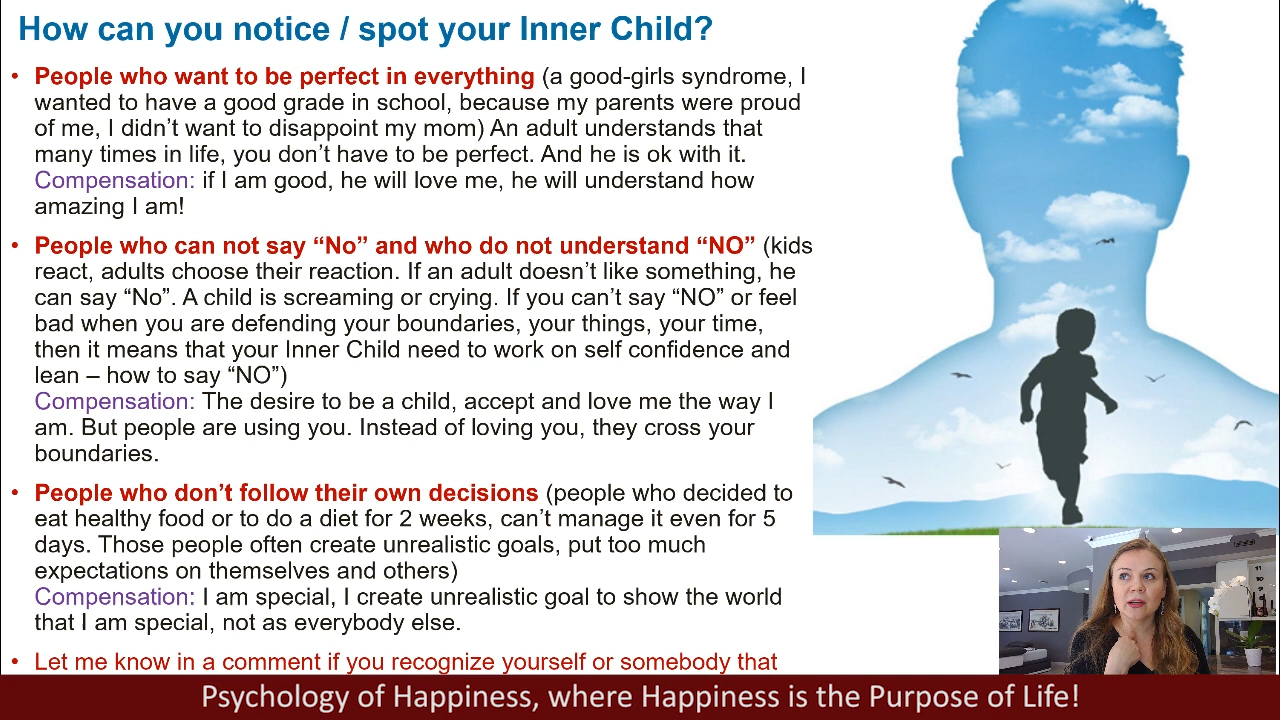 How can you notice / spot your Inner Child?
• People who want to be perfect in everything (a good-girls syndrome, I
wanted to have a good grade in school, because my parents were proud
of me, I didn’t want to disappoint my mom) An adult understands that
many times in life, you don’t have to be perfect. And he is ok with it.
Compensation: if I am good, he will love me, he will understand how
amazing I am!
• People who can not say “No” and who do not understand “NO” (kids
react, adults choose their reaction. If an adult doesn’t like something, he
can say “No”. A child is screaming or crying. If you can’t say “NO” or feel
bad when you are defending your boundaries, your things, your time,
then it means that your Inner Child need to work on self confidence and
lean – how to say “NO”)
Compensation: The desire to be a child, accept and love me the way I
am. But people are using you. Instead of loving you, they cross your
boundaries.
• People who don’t follow their own decisions (people who decided to
eat healthy food or to do a diet for 2 weeks, can’t manage it even for 5
days. Those people often create unrealistic goals, put too much
expectations on themselves and others)
Compensation: I am special, I create unrealistic goal to show the world
that I am special, not as everybody else.
• Let me know in a comment if you recognize yourself or somebody that
Psychology of Happiness, where Happiness is the Purpose of Life!